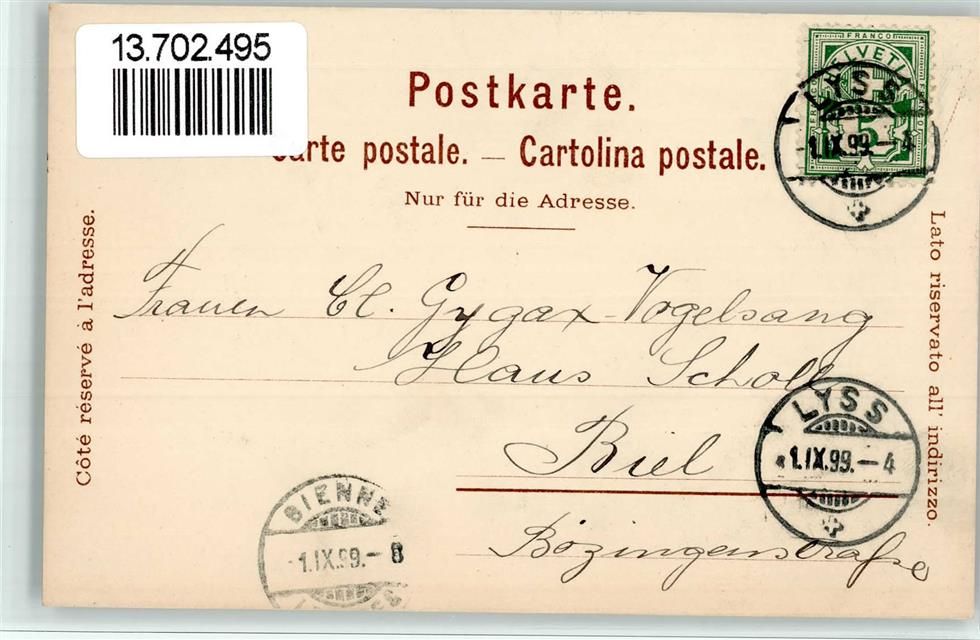 13.702.495
Postkarte.
Carte postale. — Cartolina postale.
Nur für die Adresse.
Côté réservé à l'adresse.
Lato riservato all' indirizzo.
FRANCO
HELVETIA
5
LYSS
1.IX.99.–4
Frauen Cl. Gygax-Vogelsang
Haus Scholl
Biel
Bözingenstraße
LYSS
1.IX.99.–4
BIENNE
1.IX.99.–8